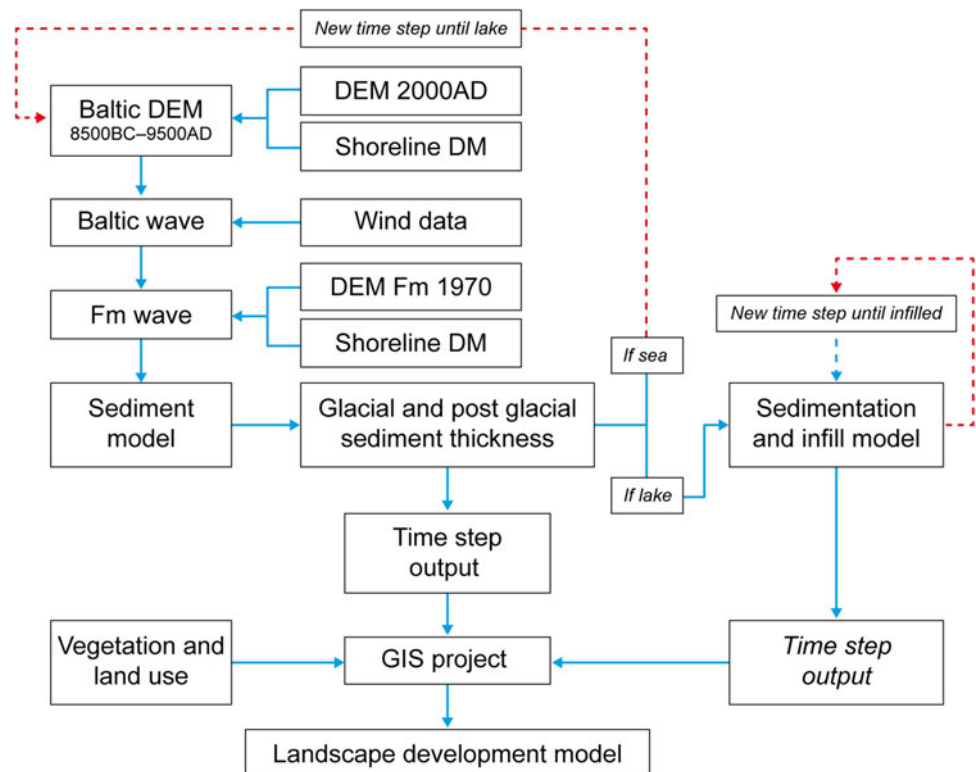 New time step until lake
DEM 2000AD
Baltic DEM
8500BC–9500AD
Shoreline DM
Baltic wave
Wind data
DEM Fm 1970
Fm wave
New time step until infilled
Shoreline DM
If sea
Sediment
model
Glacial and post glacial
sediment thickness
Sedimentation
and infill model
If lake
Time step
output
Vegetation and
land use
GIS project
Time step
output
Landscape development model